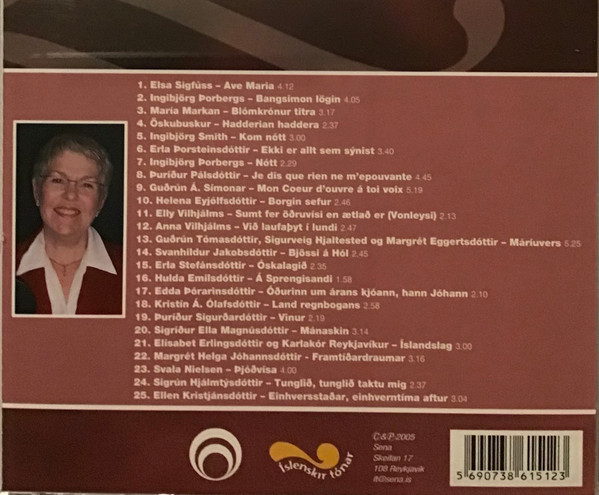 1. Elsa Sigfúss – Ave Maria 4.12
2. Ingibjörg Þorbergs – Bangsimon lögin 4.05
3. María Markan – Blómkrónur titra 3.17
4. Öskubuskur – Hadderian haddera 2.37
5. Ingibjörg Smith – Kom nótt 3.00
6. Erla Þorsteinsdóttir – Ekki er allt sem sýnist 3.40
7. Ingibjörg Þorbergs – Nótt 2.29
8. Þuríður Pálsdóttir – Je dis que rien ne m'epouvante 4.45
9. Guðrún Á. Símonar – Mon Coeur d'ouvre á toi voix 5.19
10. Helena Eyjólfsdóttir – Borgin sefur 2.46
11. Elly Vilhjálms – Sumt fer öðruvísi en ætlað er (Vonleysi) 2.13
12. Anna Vilhjálms – Við laufaþyt í lundi 2.47
13. Guðrún Tómasdóttir, Sigurveig Hjaltested og Margrét Eggertsdóttir – Máríuvers 5.25
14. Svanhildur Jakobsdóttir – Bjössi á Hól 2.45
15. Erla Stefánsdóttir – Óskalagið 2.35
16. Hulda Emilsdóttir – Á Sprengisandi 1.58
17. Edda Þórarinsdóttir – Óðurinn um árans kjóann, hann Jóhann 2.10
18. Kristín Á. Ólafsdóttir – Land regnbogans 2.58
19. Þuríður Sigurðardóttir – Vinur 2.19
20. Sigríður Ella Magnúsdóttir – Mánaskin 3.14
21. Elísabet Erlingsdóttir og Karlakór Reykjavíkur – Íslandslag 3.00
22. Margrét Helga Jóhannsdóttir - Framtíðardraumar 3.16
23. Svala Nielsen – Þjóðvísa 4.00
24. Sigrún Hjálmtýsdóttir – Tunglið, tunglið taktu mig 2.37
25. Ellen Kristjánsdóttir – Einhversstaðar, einhverntíma aftur 3.04
Íslenskir tónar
©&℗ 2005
Sena
Skeifan 17
108 Reykjavík
it@sena.is
5 690738 615123